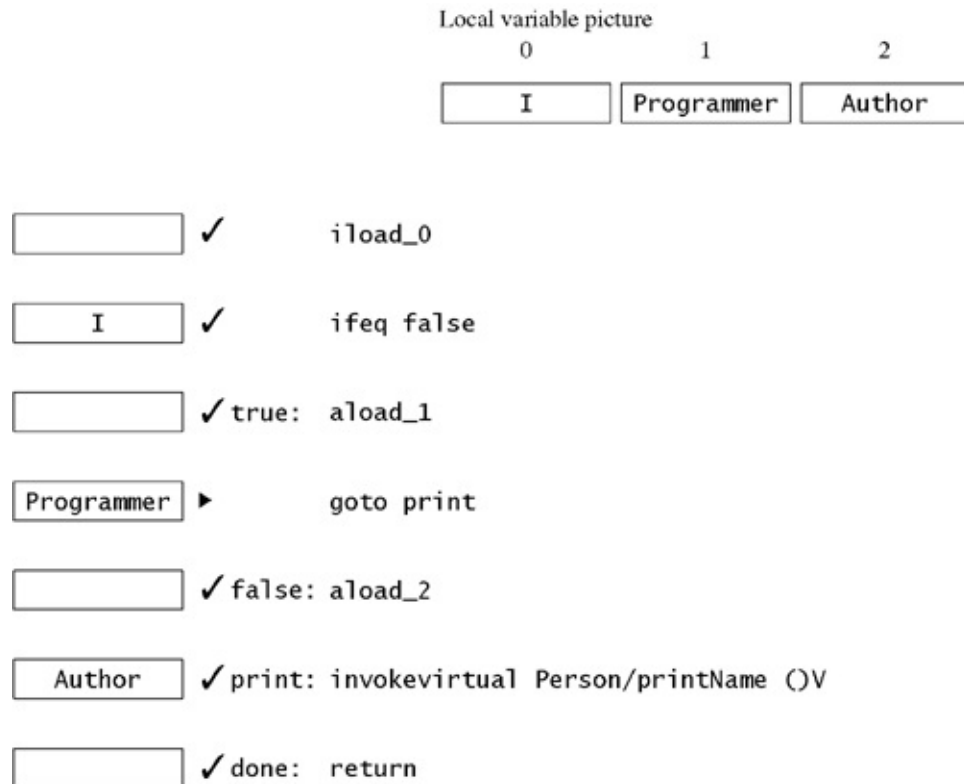 Local variable picture
0 1 2
I Programmer Author
iload_0
I ifeq false
true: aload_1
Programmer goto print
false: aload_2
Author print: invokevirtual Person/printName ()V
done: return